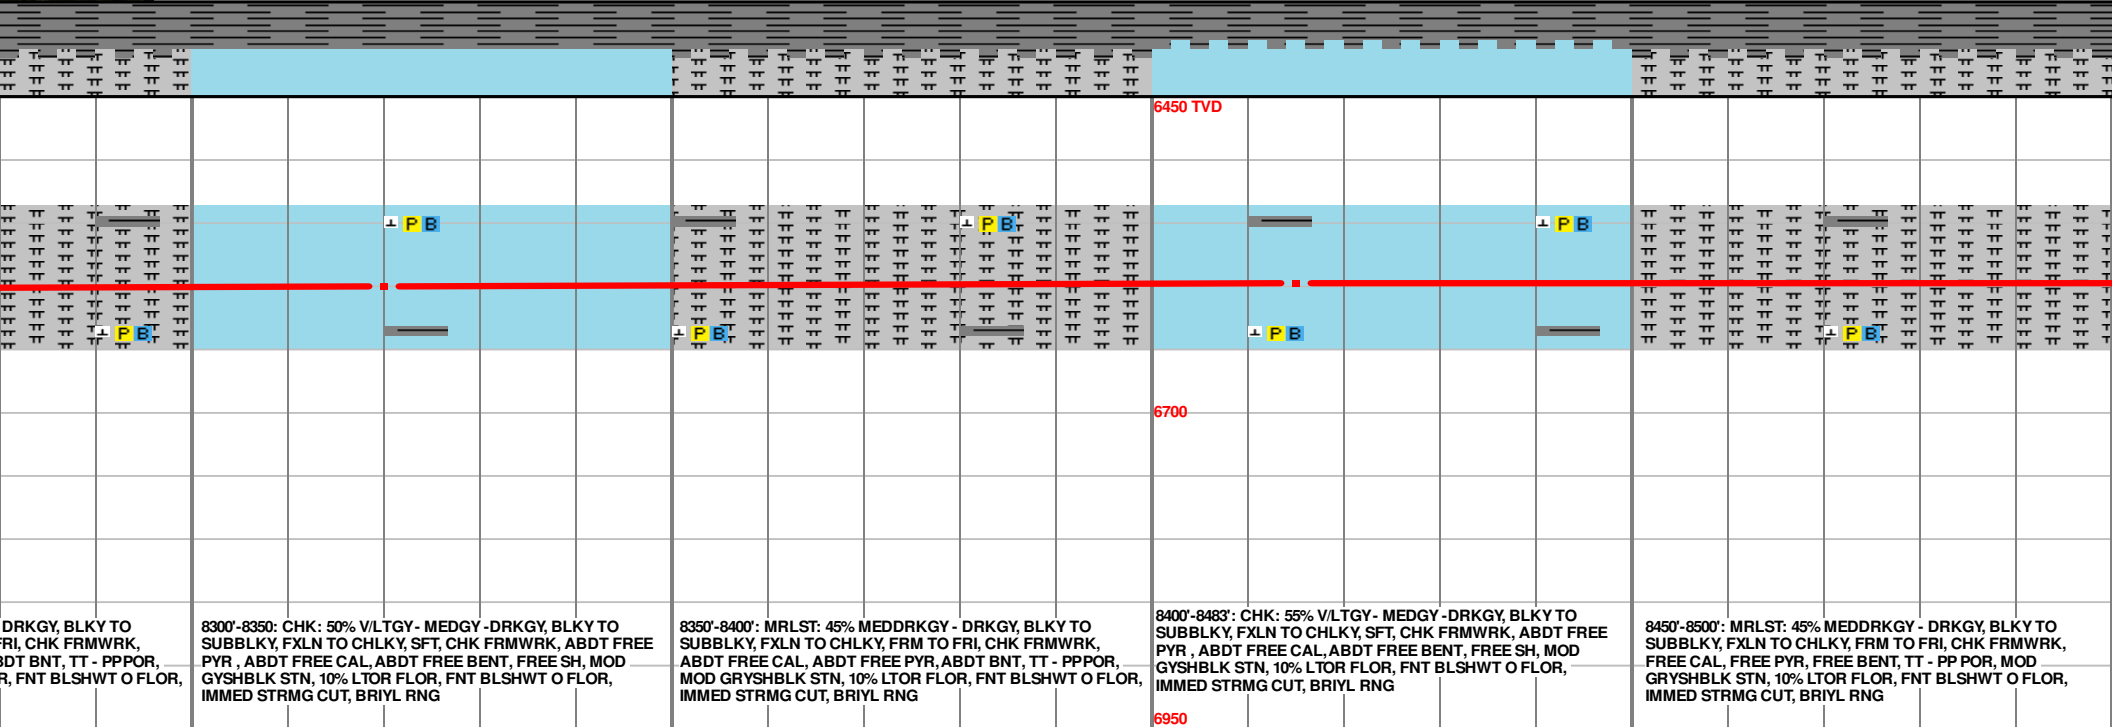 6450 TVD
P B
P B
P B
P B
P B
P B
P B
6700
DRKGY, BLKY TO
FRI, CHK FRMWRK,
BDT BNT, TT - PPPOR,
R, FNT BLSHWT O FLOR,
8300'-8350: CHK: 50% V/LTGY - MEDGY -DRKGY, BLKY TO
SUBBLKY, FXLN TO CHLKY, SFT, CHK FRMWRK, ABDT FREE
PYR , ABDT FREE CAL, ABDT FREE BENT, FREE SH, MOD
GYSHBLK STN, 10% LTOR FLOR, FNT BLSHWT O FLOR,
IMMED STRMG CUT, BRIYL RNG
8350'-8400': MRLST: 45% MEDDRKGY - DRKGY, BLKY TO
SUBBLKY, FXLN TO CHLKY, FRM TO FRI, CHK FRMWRK,
ABDT FREE CAL, ABDT FREE PYR, ABDT BNT, TT - PPPOR,
MOD GRYSHBLK STN, 10% LTOR FLOR, FNT BLSHWT O FLOR,
IMMED STRMG CUT, BRIYL RNG
8400'-8483': CHK: 55% V/LTGY - MEDGY -DRKGY, BLKY TO
SUBBLKY, FXLN TO CHLKY, SFT, CHK FRMWRK, ABDT FREE
PYR , ABDT FREE CAL, ABDT FREE BENT, FREE SH, MOD
GYSHBLK STN, 10% LTOR FLOR, FNT BLSHWT O FLOR,
IMMED STRMG CUT, BRIYL RNG
8450'-8500': MRLST: 45% MEDDRKGY - DRKGY, BLKY TO
SUBBLKY, FXLN TO CHLKY, FRM TO FRI, CHK FRMWRK,
FREE CAL, FREE PYR, FREE BENT, TT - PP POR, MOD
GRYSHBLK STN, 10% LTOR FLOR, FNT BLSHWT O FLOR,
IMMED STRMG CUT, BRIYL RNG
6950